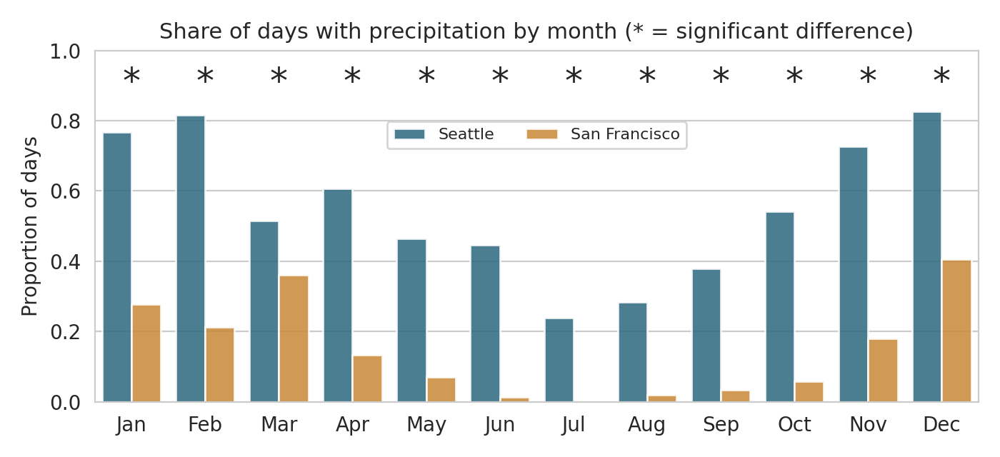 Share of days with precipitation by month (* = significant difference)
1.0
0.8
0.6
0.4
0.2
0.0
Proportion of days
* * * * * * * * * * * *
Seattle San Francisco
Jan Feb Mar Apr May Jun Jul Aug Sep Oct Nov Dec